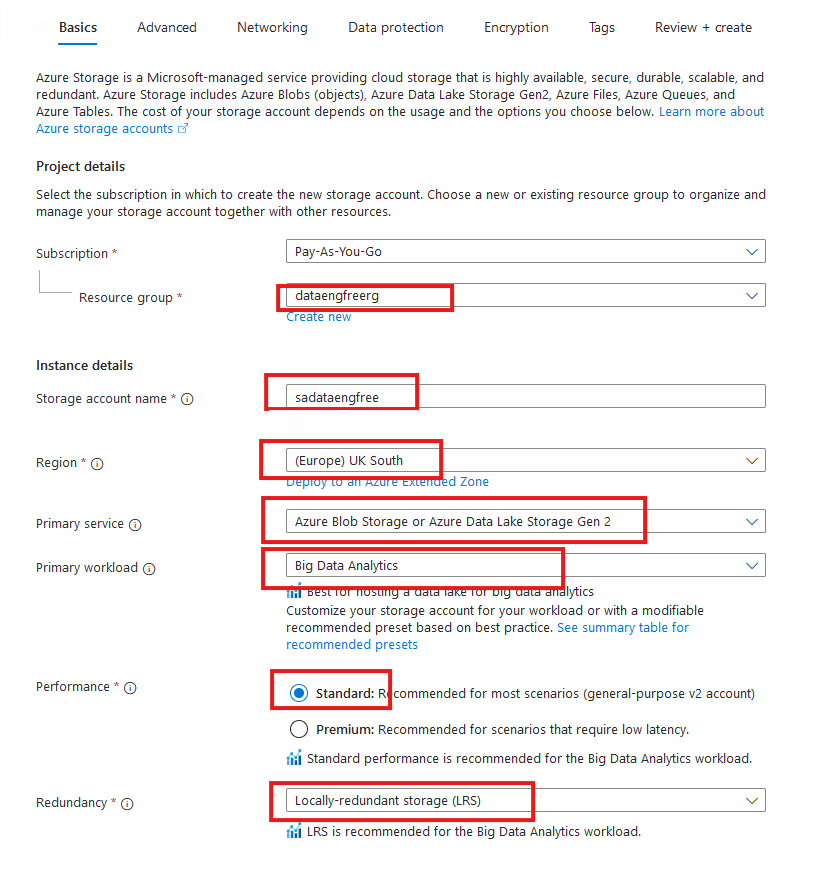 Basics Advanced Networking Data protection Encryption Tags Review + create
Azure Storage is a Microsoft-managed service providing cloud storage that is highly available, secure, durable, scalable, and
redundant. Azure Storage includes Azure Blobs (objects), Azure Data Lake Storage Gen2, Azure Files, Azure Queues, and
Azure Tables. The cost of your storage account depends on the usage and the options you choose below. Learn more about
Azure storage accounts
Project details
Select the subscription in which to create the new storage account. Choose a new or existing resource group to organize and
manage your storage account together with other resources.
Subscription * Pay-As-You-Go
Resource group * dataengfreerg
Create new
Instance details
Storage account name * sadataengfree
Region * (Europe) UK South
Deploy to an Azure Extended Zone
Primary service Azure Blob Storage or Azure Data Lake Storage Gen 2
Primary workload Big Data Analytics
Best for hosting a data lake for big data analytics
Customize your storage account for your workload or with a modifiable
recommended preset based on best practice. See summary table for
recommended presets
Performance * Standard: Recommended for most scenarios (general-purpose v2 account)
Premium: Recommended for scenarios that require low latency.
Standard performance is recommended for the Big Data Analytics workload.
Redundancy * Locally-redundant storage (LRS)
LRS is recommended for the Big Data Analytics workload.